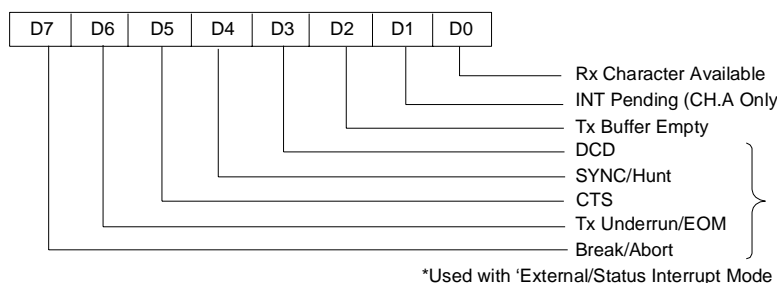 D7 D6 D5 D4 D3 D2 D1 D0
Rx Character Available
INT Pending (CH.A Only
Tx Buffer Empty
DCD
SYNC/Hunt
CTS
Tx Underrun/EOM
Break/Abort
*Used with ‘External/Status Interrupt Mode